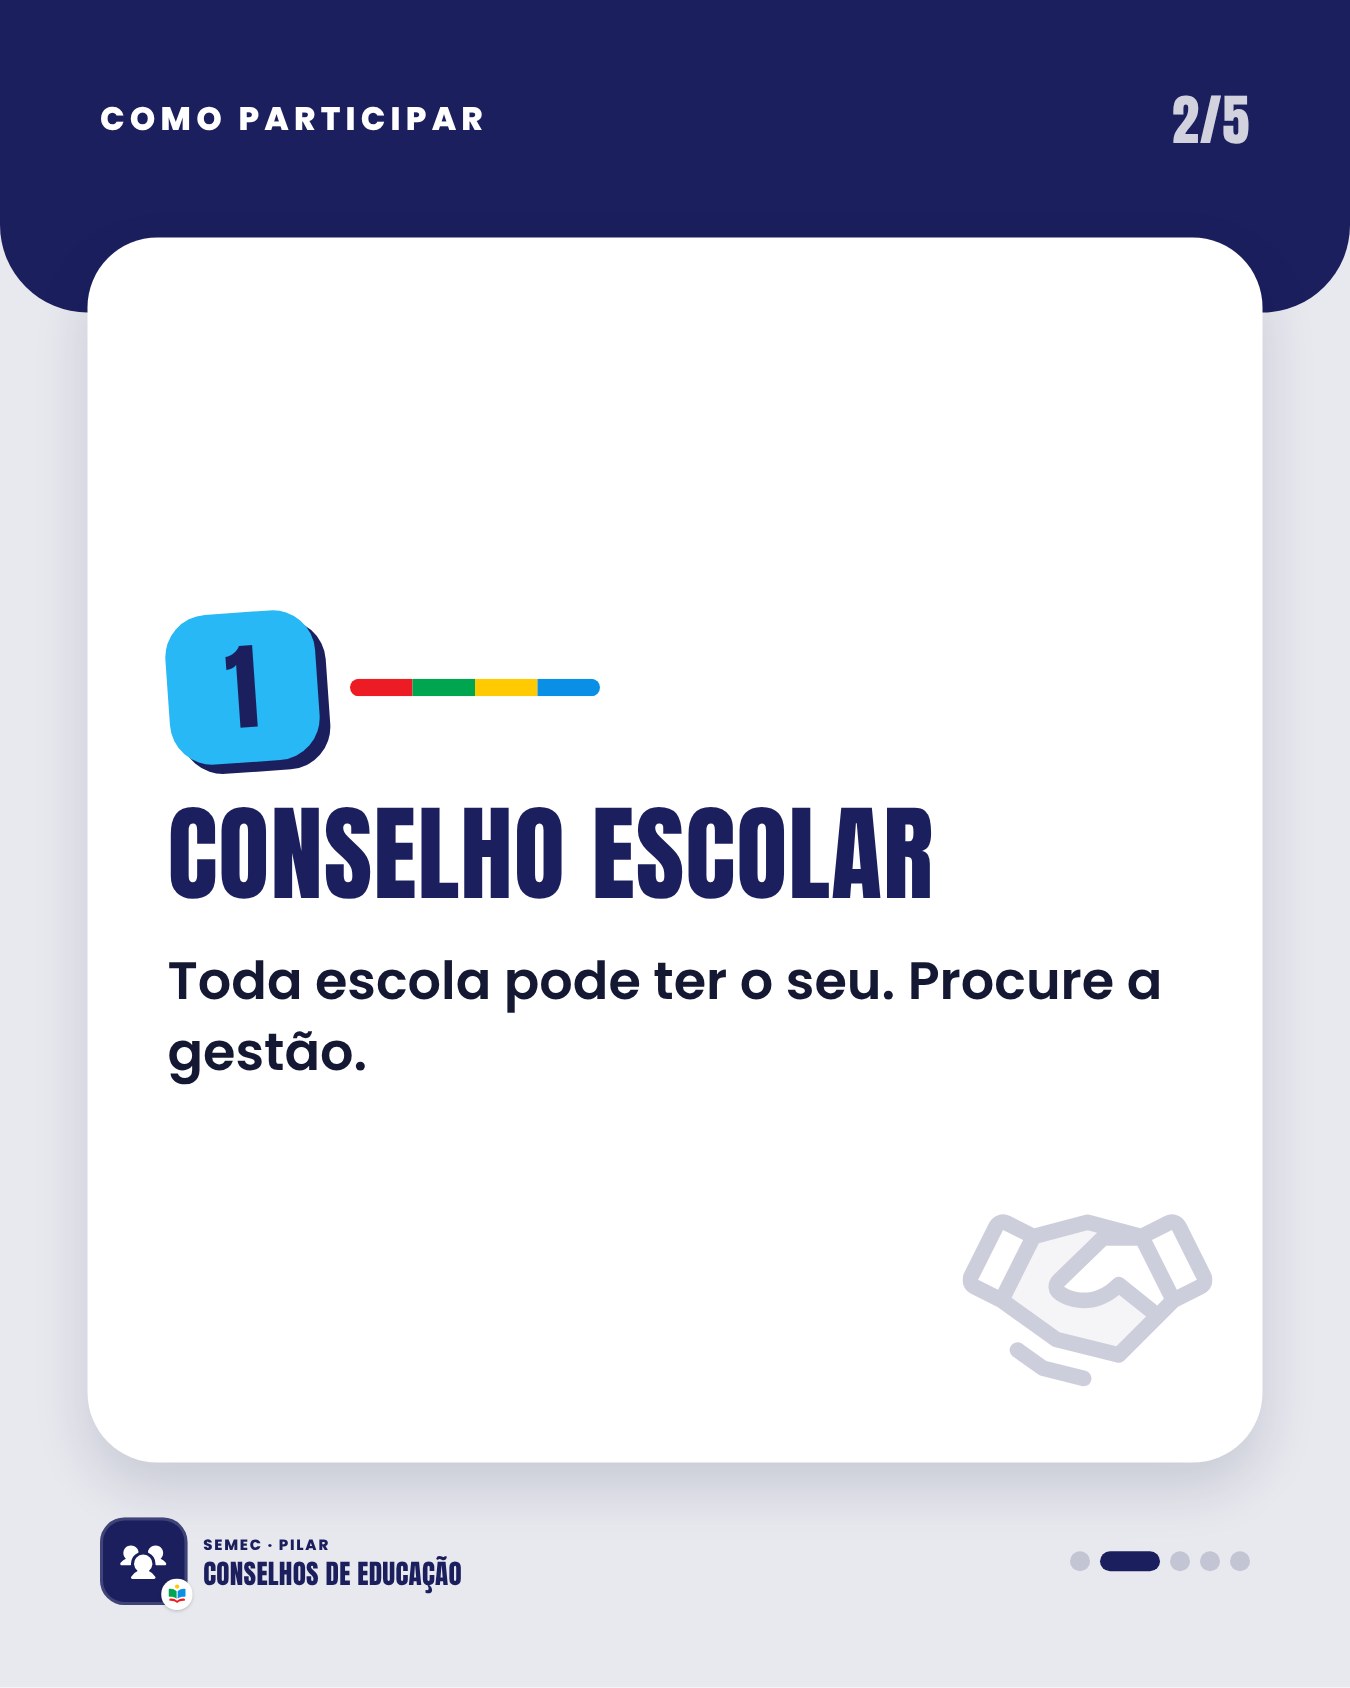 COMO PARTICIPAR
2/5
1
CONSELHO ESCOLAR
Toda escola pode ter o seu. Procure a
gestão.
SEMEC · PILAR
CONSELHOS DE EDUCAÇÃO